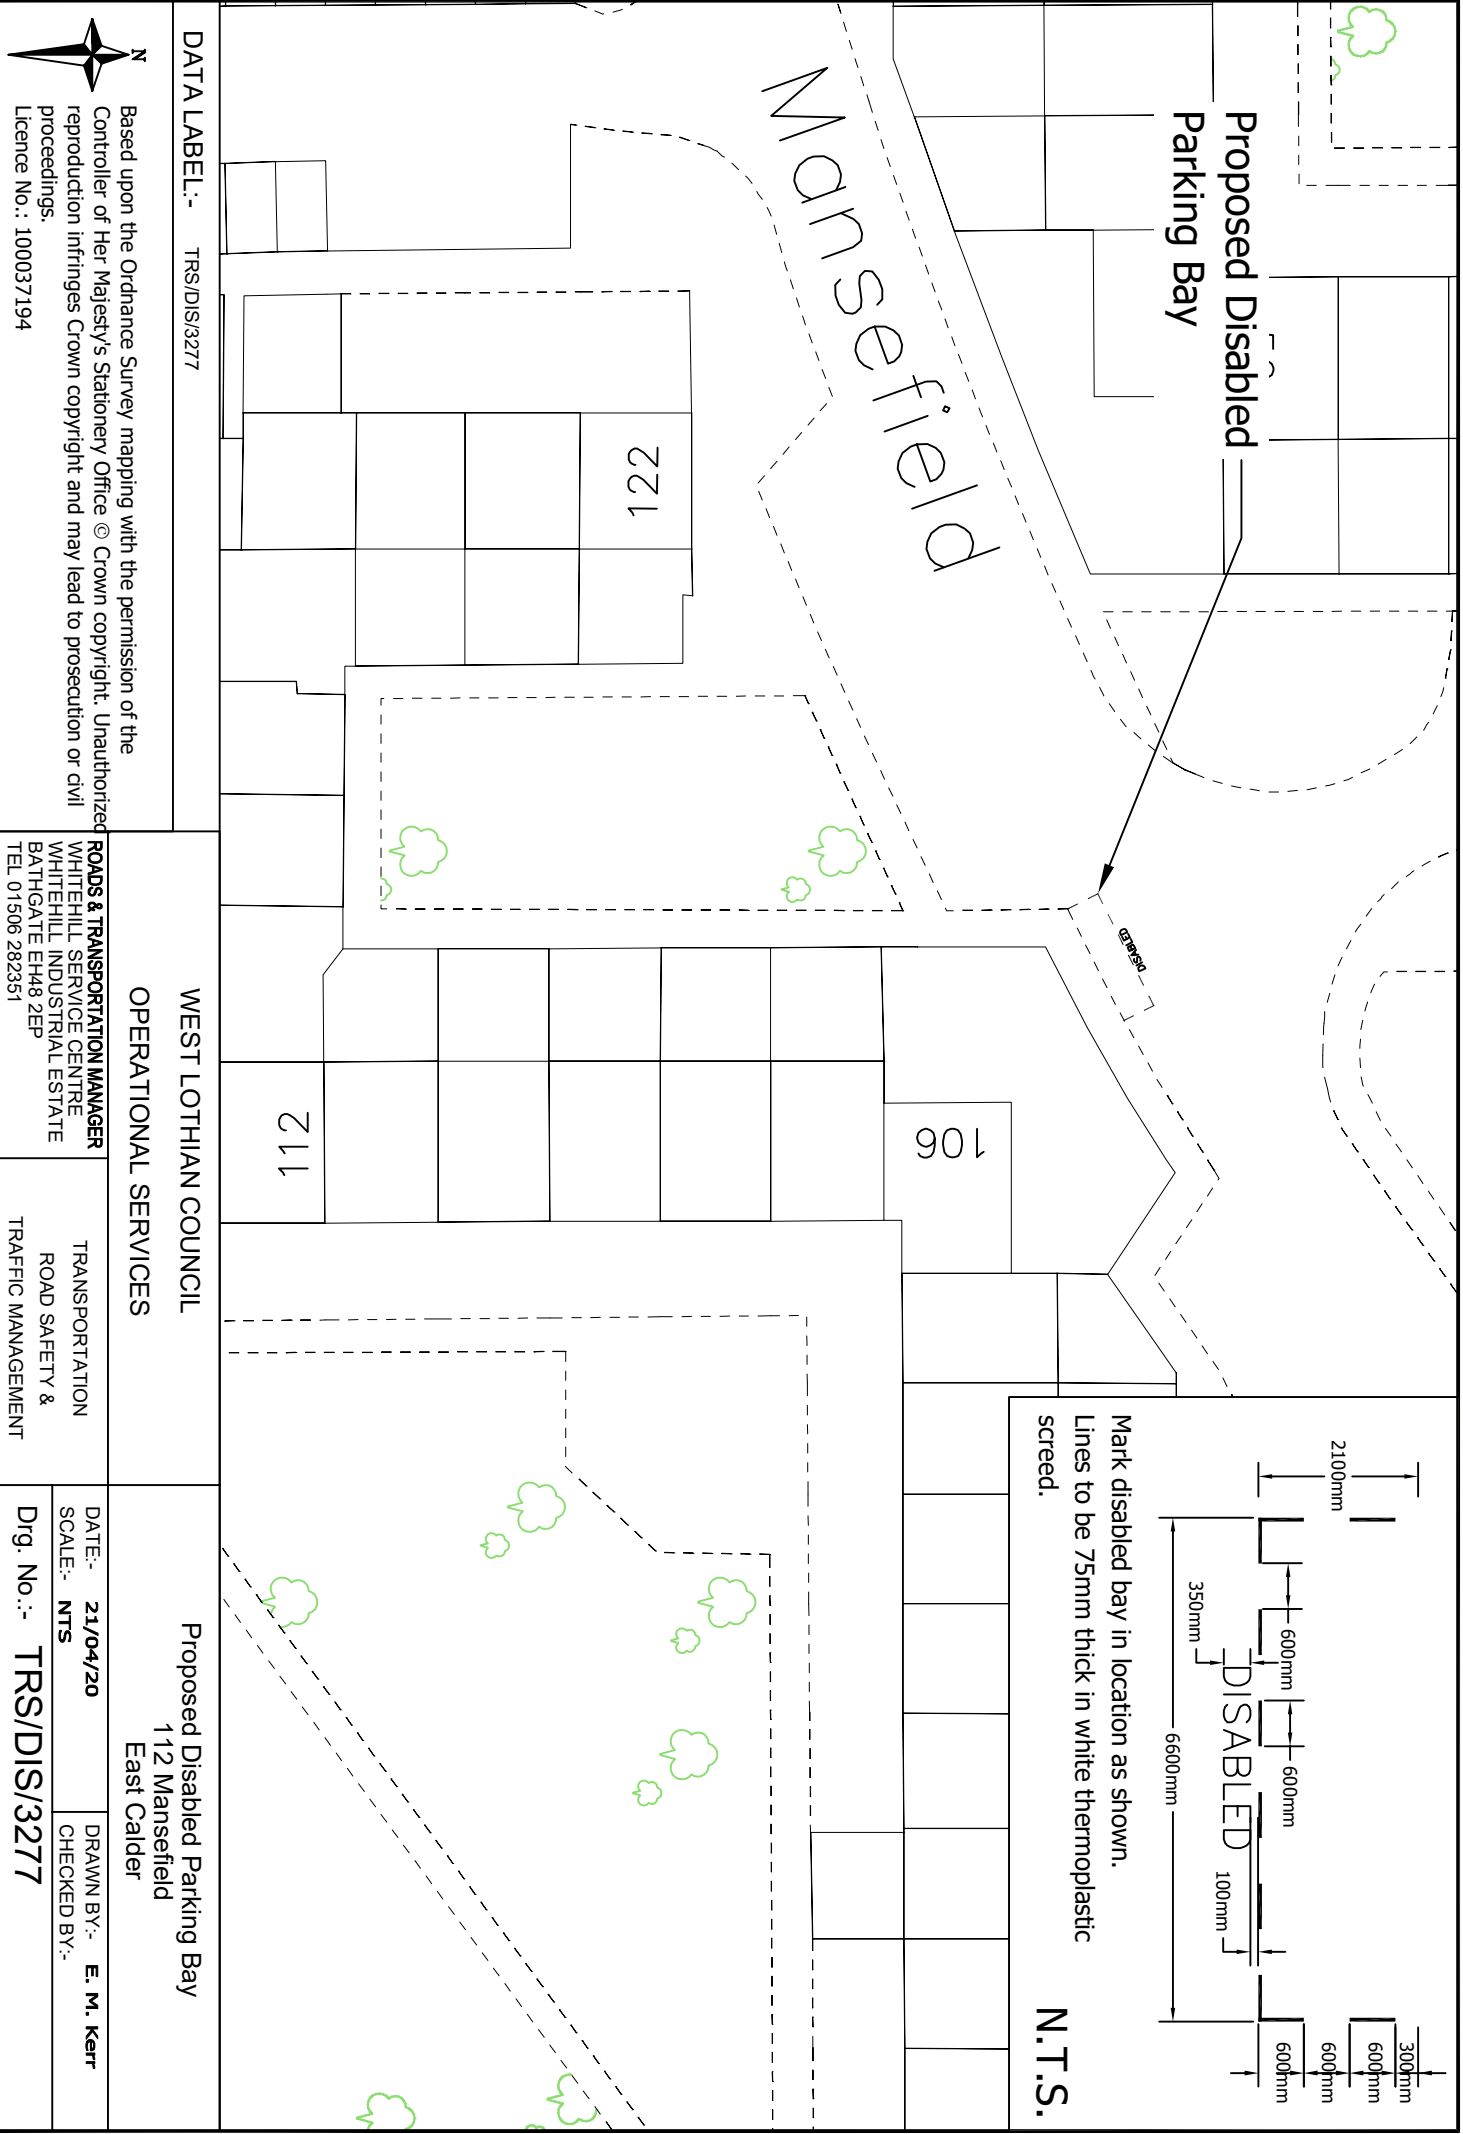 Proposed Disabled
Parking Bay
Mansefield
122
112
106
DISABLED
2100mm
600mm
600mm
350mm
DISABLED
100mm
6600mm
300mm
600mm
600mm
600mm
Mark disabled bay in location as shown.
Lines to be 75mm thick in white thermoplastic
screed.
N.T.S.
DATA LABEL:- TRS/DIS/3277
N
Based upon the Ordnance Survey mapping with the permission of the
Controller of Her Majesty's Stationery Office © Crown copyright. Unauthorized
reproduction infringes Crown copyright and may lead to prosecution or civil
proceedings.
Licence No.: 100037194
WEST LOTHIAN COUNCIL
OPERATIONAL SERVICES
ROADS & TRANSPORTATION MANAGER
WHITEHILL SERVICE CENTRE
WHITEHILL INDUSTRIAL ESTATE
BATHGATE EH48 2EP
TEL 01506 282351
TRANSPORTATION
ROAD SAFETY &
TRAFFIC MANAGEMENT
Proposed Disabled Parking Bay
112 Mansefield
East Calder
DATE:- 21/04/20
SCALE:- NTS
DRAWN BY:- E. M. Kerr
CHECKED BY:-
Drg. No.:- TRS/DIS/3277